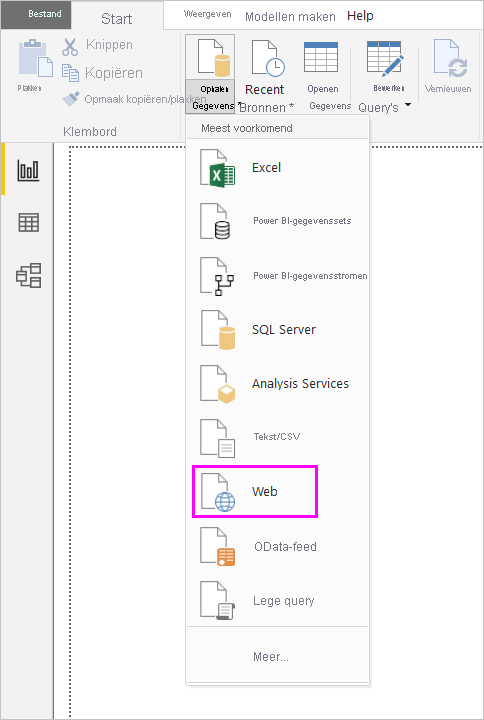 Bestand Start Weergeven Modellen maken Help
Knippen
Kopiëren
Opmaak kopiëren/plakken
Plakken
Klembord
Ophalen
Gegevens
Recent
Bronnen
Openen
Gegevens
Bewerken
Query's
Vernieuwen
Meest voorkomend
Excel
Power BI-gegevenssets
Power BI-gegevensstromen
SQL Server
Analysis Services
Tekst/CSV
Web
OData-feed
Lege query
Meer...